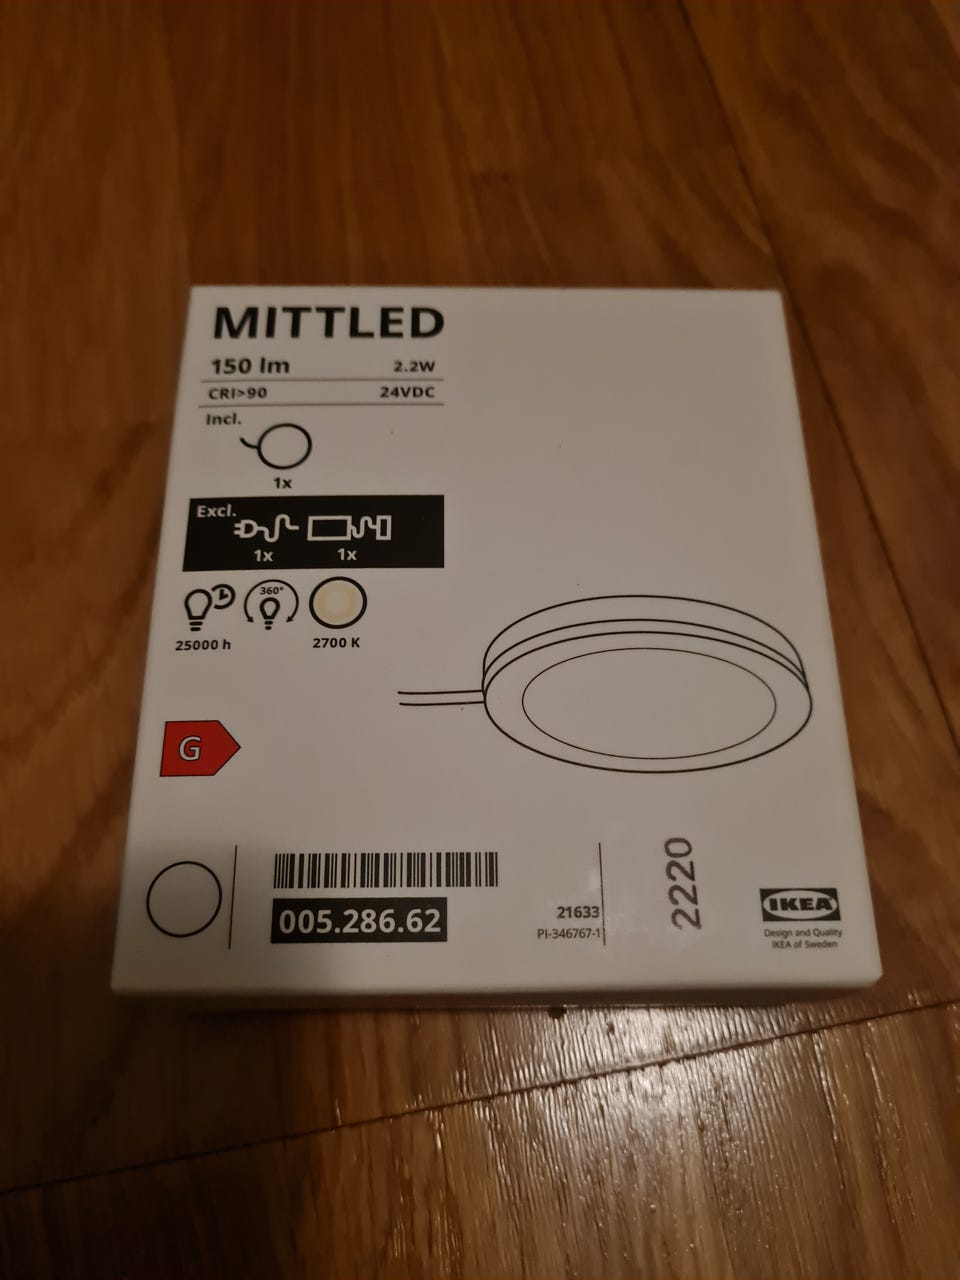 MITTLED
150 lm 2.2W
CRI>90 24VDC
Incl.
1x
Excl.
1x 1x
360°
25000 h 2700 K
G
005.286.62
21633
PI-346767-1
2220
IKEA
Design and Quality
IKEA of Sweden